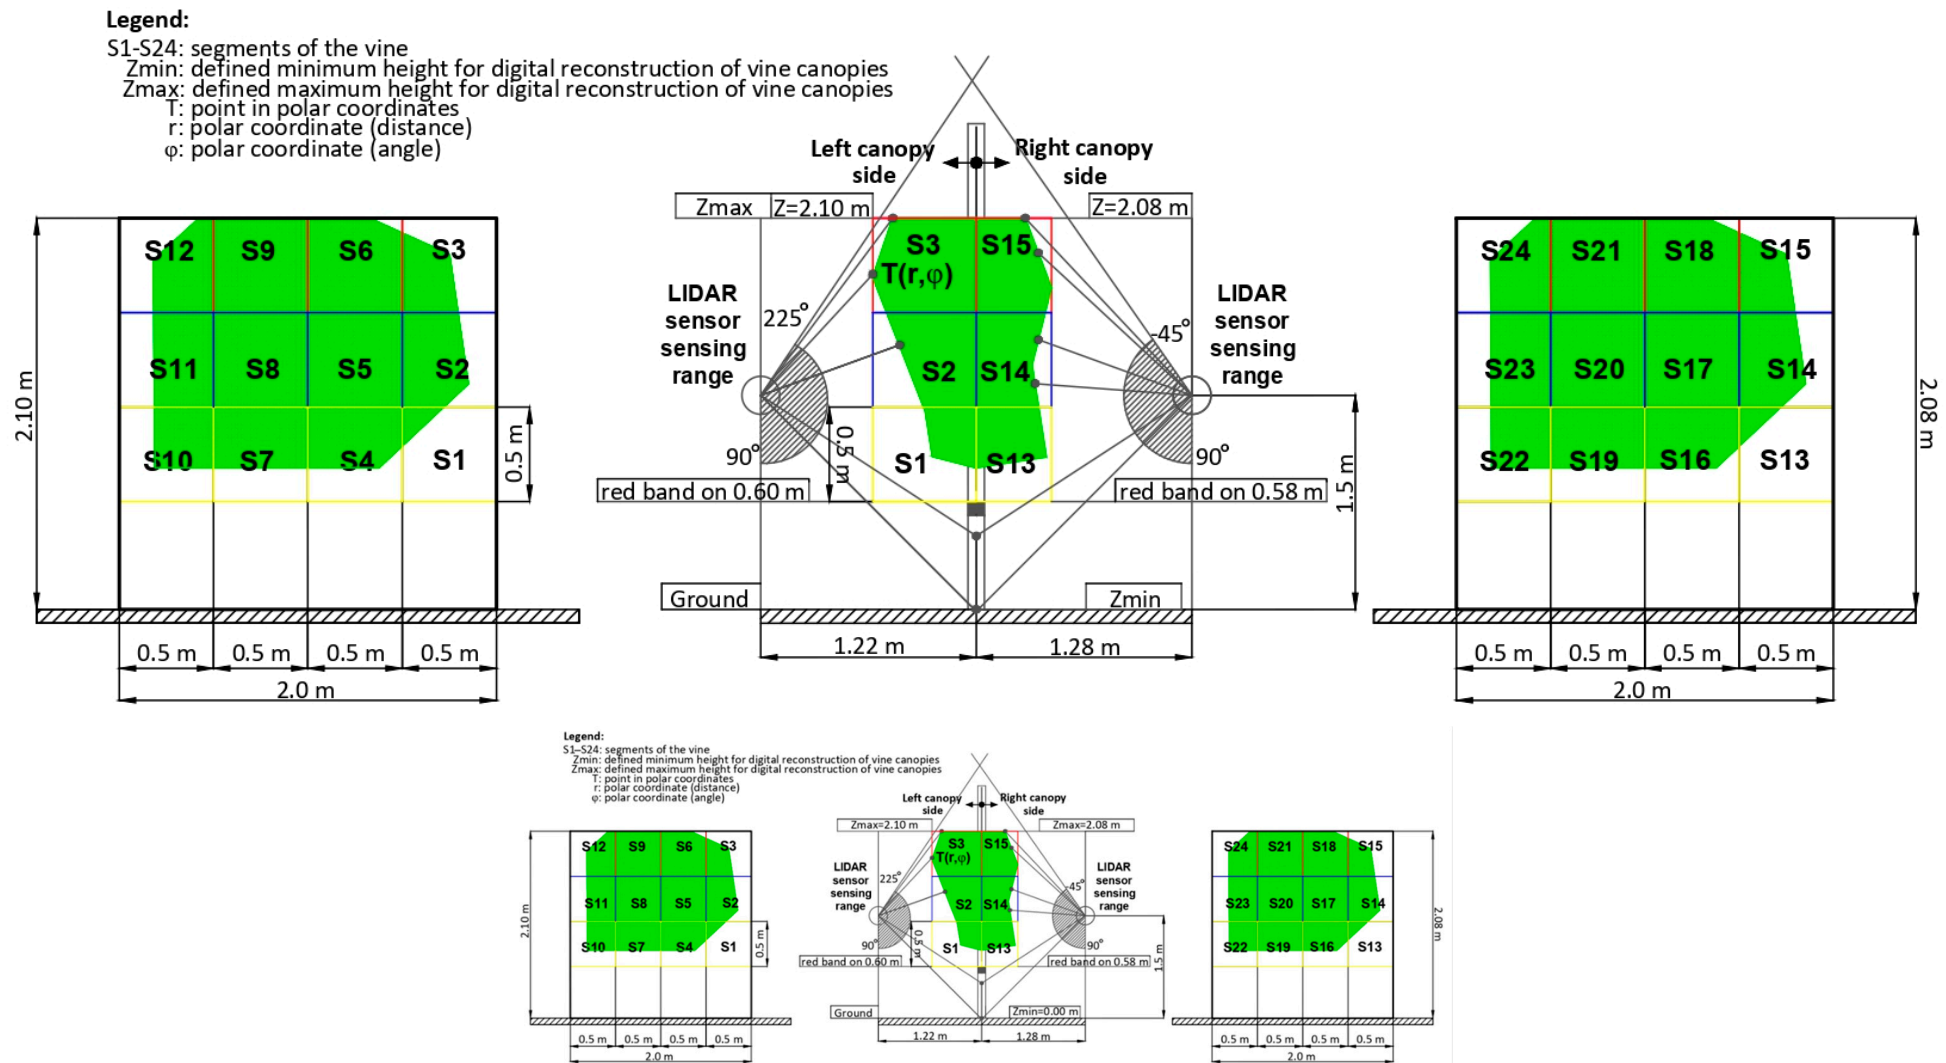 Legend:
S1-S24: segments of the vine
Zmin: defined minimum height for digital reconstruction of vine canopies
Zmax: defined maximum height for digital reconstruction of vine canopies
T: point in polar coordinates
r: polar coordinate (distance)
φ: polar coordinate (angle)
S12 S9 S6 S3
S11 S8 S5 S2
S10 S7 S4 S1
2.10 m
0.5 m
0.5 m 0.5 m 0.5 m 0.5 m
2.0 m
Left canopy side
Right canopy side
Zmax Z=2.10 m
Z=2.08 m
S3 S15
T(r,φ)
LIDAR sensor sensing range
225°
LIDAR sensor sensing range
-45°
S2 S14
90°
0.5 m
S1 S13
90°
red band on 0.60 m
red band on 0.58 m
1.5 m
Ground
Zmin
1.22 m 1.28 m
S24 S21 S18 S15
S23 S20 S17 S14
S22 S19 S16 S13
2.08 m
0.5 m 0.5 m 0.5 m 0.5 m
2.0 m
Legend:
S1–S24: segments of the vine
Zmin: defined minimum height for digital reconstruction of vine canopies
Zmax: defined maximum height for digital reconstruction of vine canopies
T: point in polar coordinates
r: polar coordinate (distance)
φ: polar coordinate (angle)
S12 S9 S6 S3
S11 S8 S5 S2
S10 S7 S4 S1
2.10 m
0.5 m
0.5 m 0.5 m 0.5 m 0.5 m
2.0 m
Left canopy side
Right canopy side
Zmax=2.10 m
Zmax=2.08 m
S3 S15
T(r,φ)
LIDAR sensor sensing range
225°
LIDAR sensor sensing range
-45°
S2 S14
90°
0.5 m
S1 S13
90°
red band on 0.60 m
red band on 0.58 m
1.5 m
Ground
Zmin=0.00 m
1.22 m 1.28 m
S24 S21 S18 S15
S23 S20 S17 S14
S22 S19 S16 S13
2.08 m
0.5 m 0.5 m 0.5 m 0.5 m
2.0 m